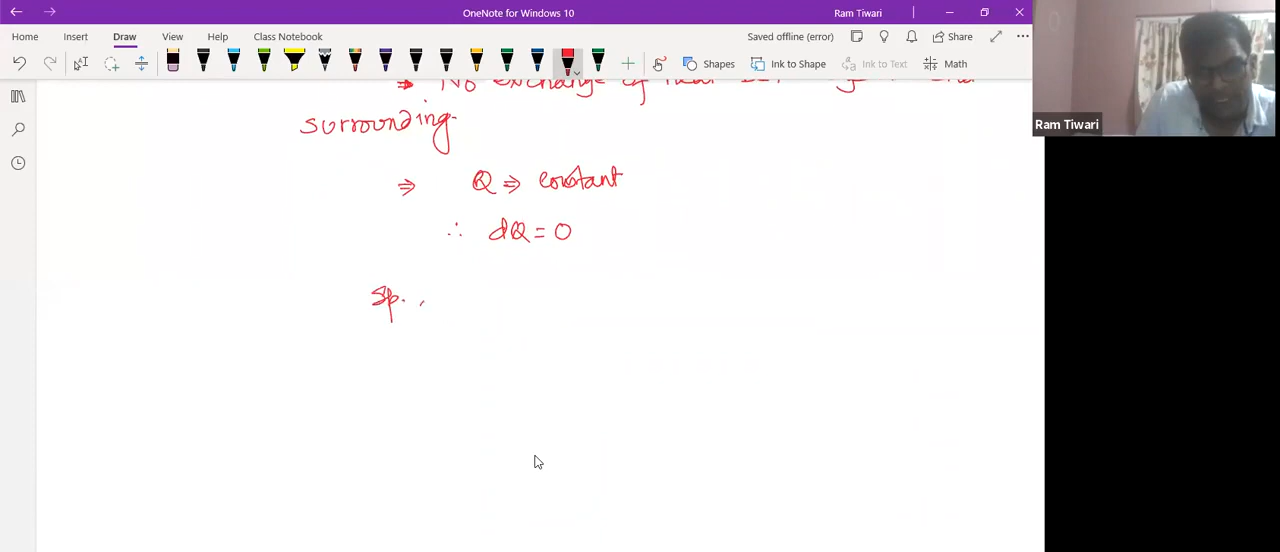 OneNote for Windows 10
Ram Tiwari
Home Insert Draw View Help Class Notebook
Saved offline (error) Share
Shapes Ink to Shape Ink to Text Math
Ram Tiwari
⇒ No exchange of
surrounding.
⇒ Q ⇒ constant
∴ dQ = 0
Sp.